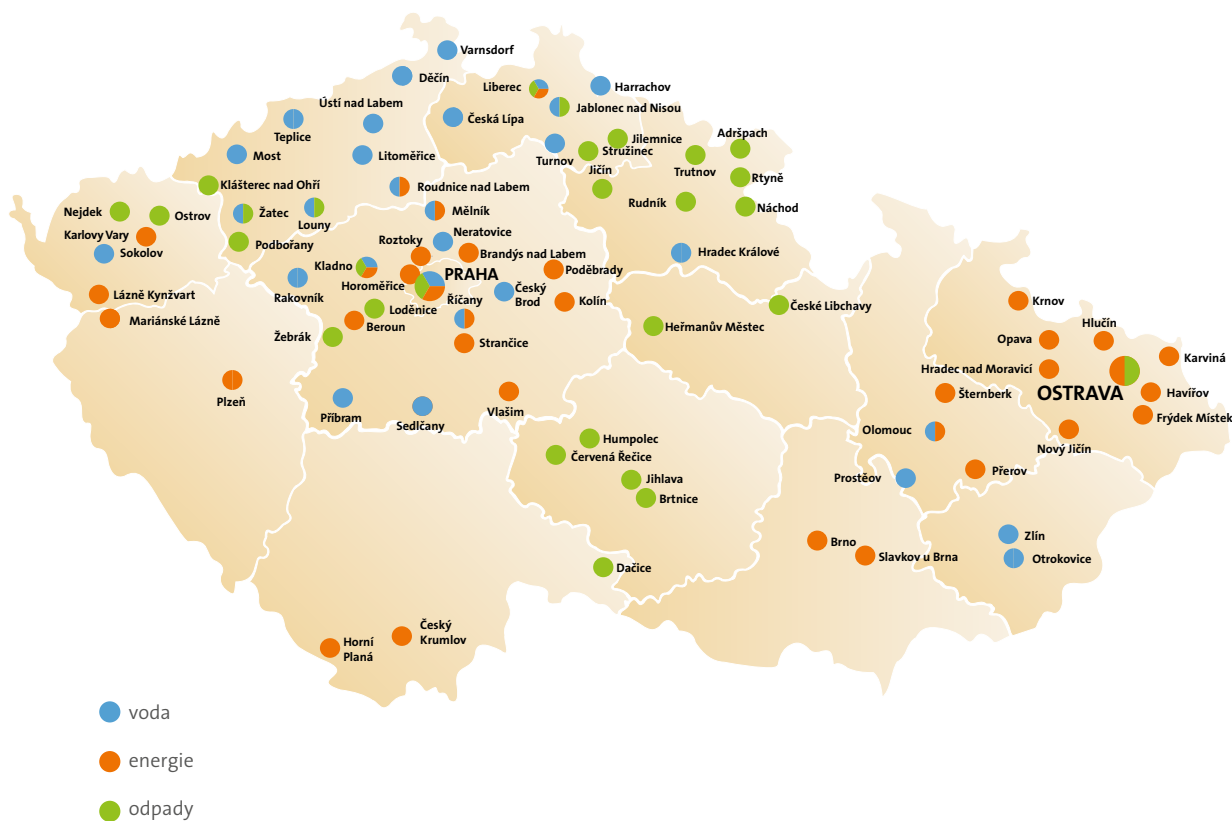 Varnsdorf
Děčín
Liberec
Harrachov
Ústí nad Labem
Jablonec nad Nisou
Česká Lípa
Teplice
Adršpach
Jilemnice
Stružinec
Turnov
Most
Litoměřice
Jičín
Trutnov
Rtyně
Klášterec nad Ohří
Roudnice nad Labem
Rudník
Náchod
Nejdek
Ostrov
Žatec
Louny
Mělník
Karlovy Vary
Podbořany
Roztoky
Neratovice
Sokolov
Brandýs nad Labem
Hradec Králové
Kladno
PRAHA
Poděbrady
Horoměřice
Rakovník
Lázně Kynžvart
Říčany
Český
Brod
Kolín
České Libchavy
Krnov
Mariánské Lázně
Loděnice
Beroun
Heřmanův Městec
Hlučín
Žebrák
Strančice
Opava
Karviná
Hradec nad Moravicí
Plzeň
OSTRAVA
Havířov
Šternberk
Příbram
Sedlčany
Vlašim
Frýdek Místek
Olomouc
Nový Jičín
Humpolec
Červená Řečice
Jihlava
Brtnice
Prostěov
Přerov
Zlín
Brno
Slavkov u Brna
Otrokovice
Dačice
Český
Krumlov
Horní
Planá
voda
energie
odpady